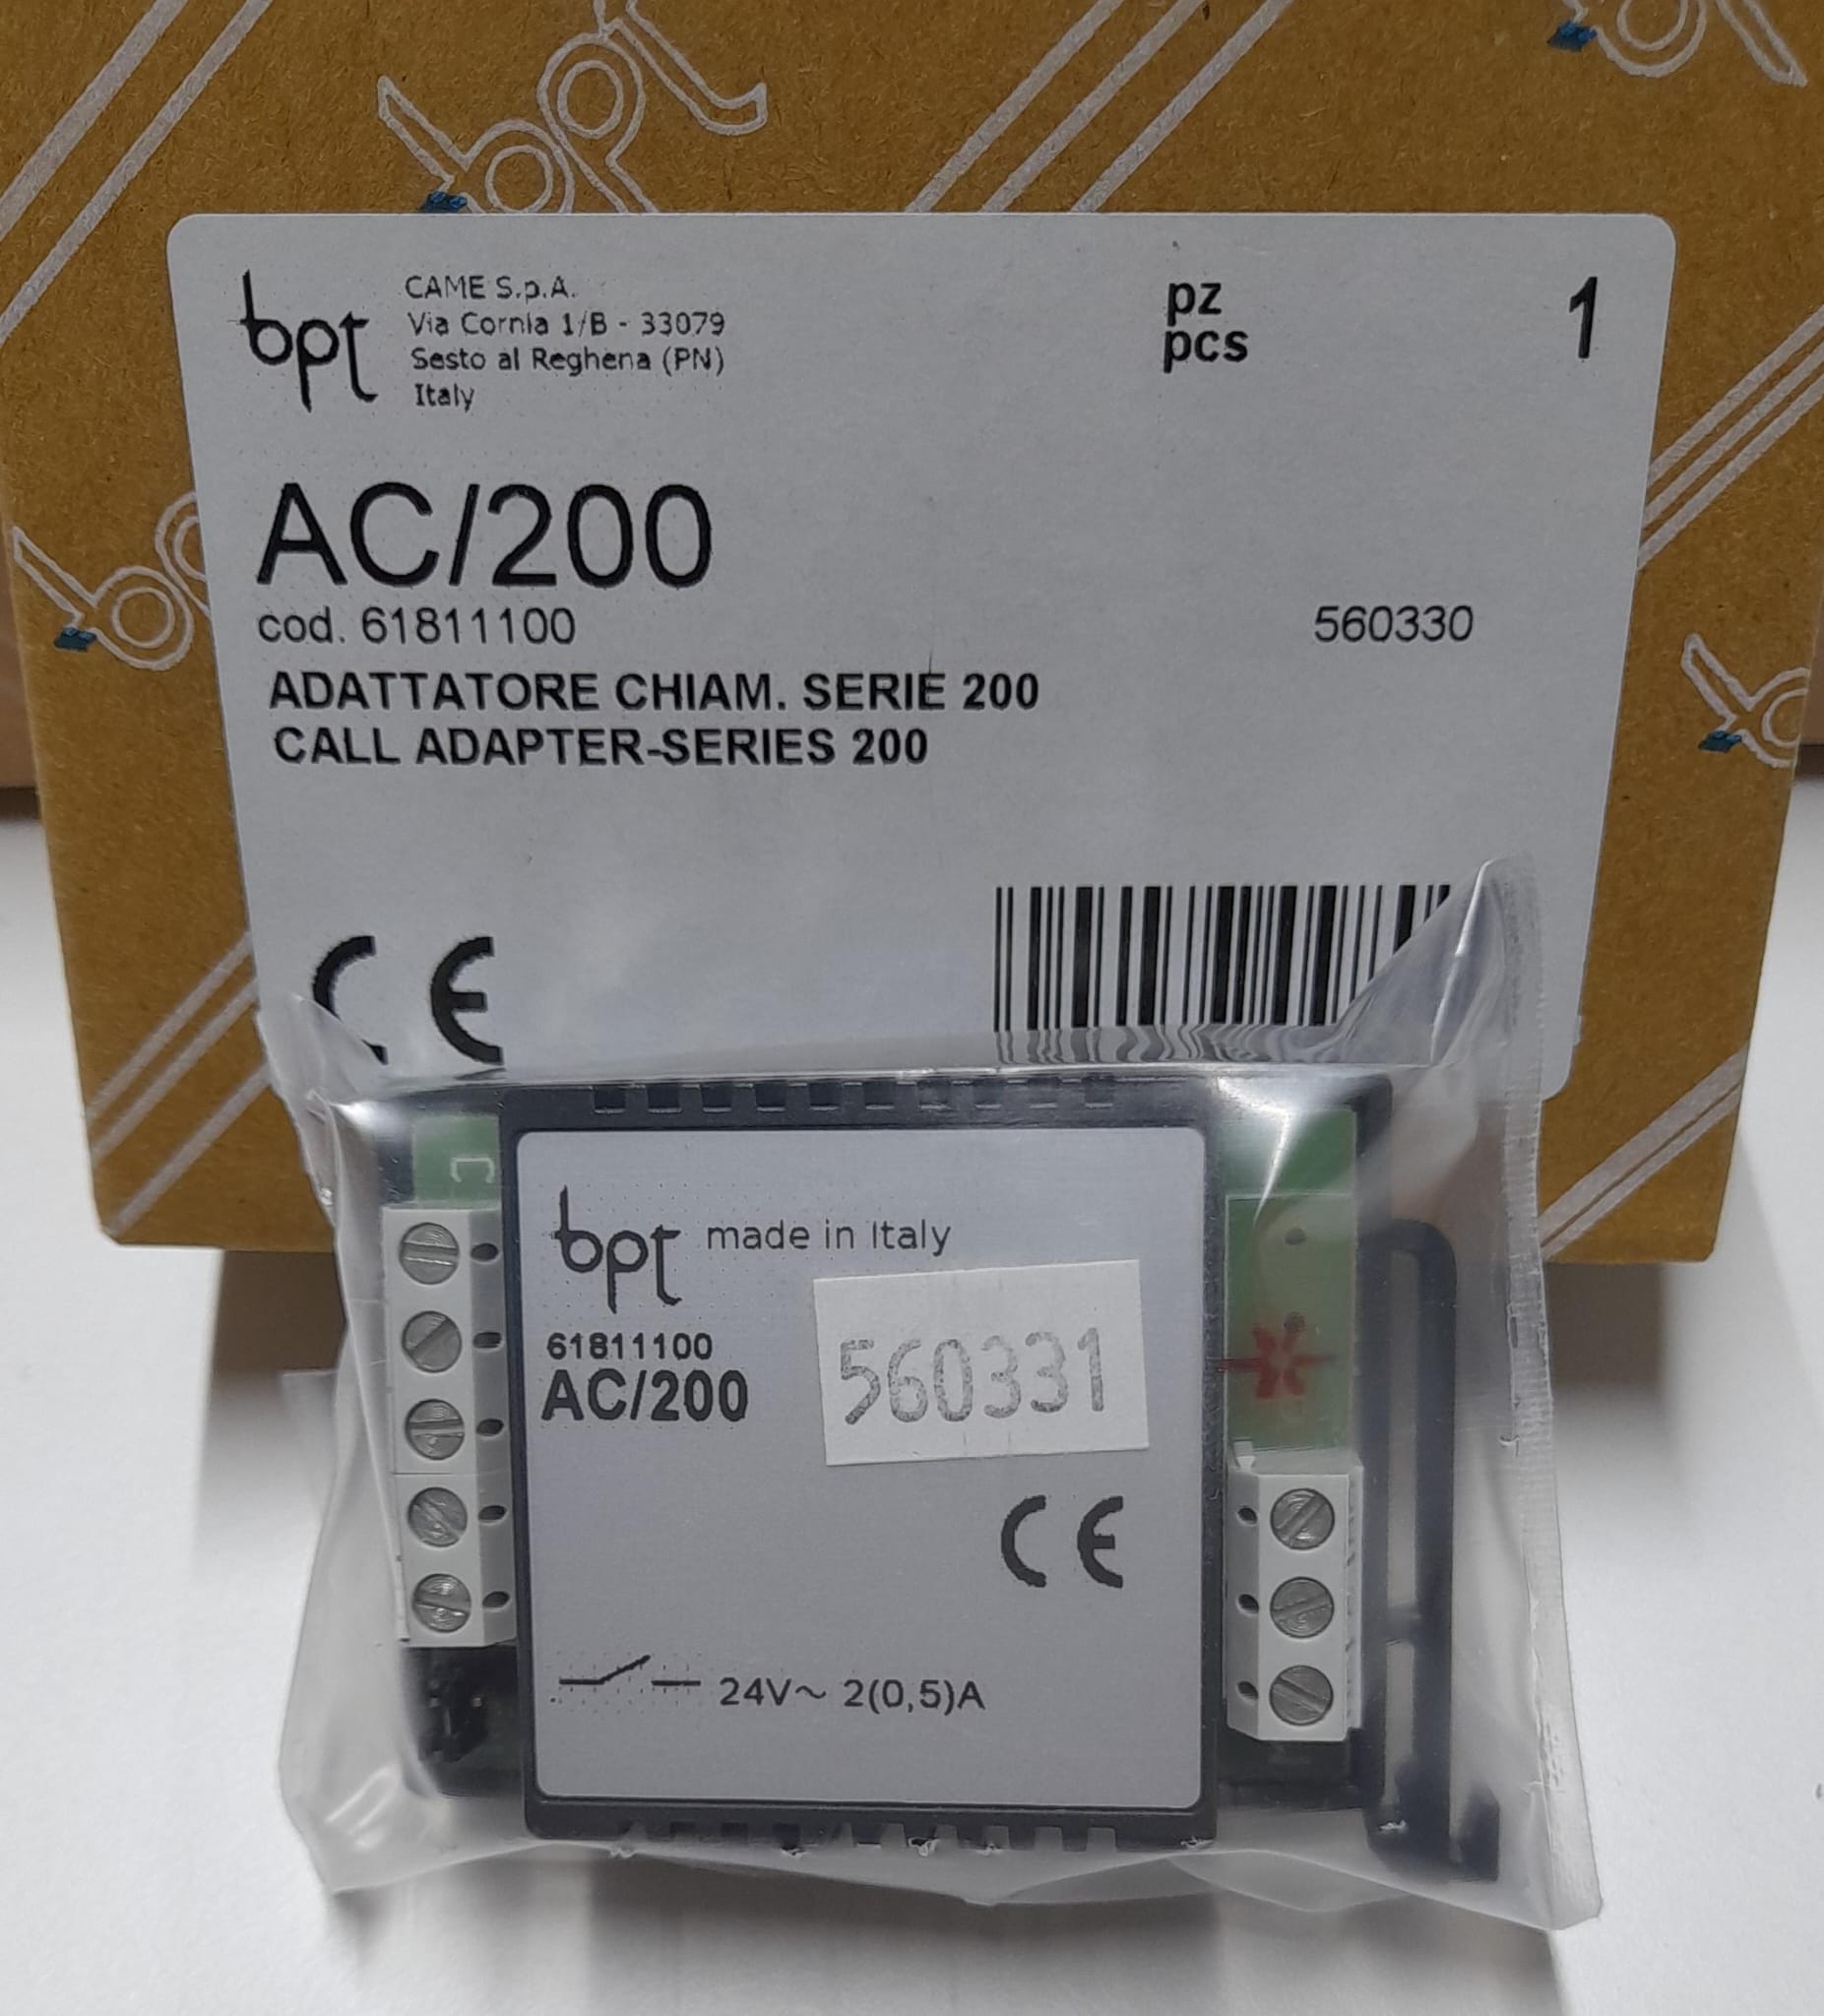 bpt
bpt CAME S.p.A.
Via Cornia 1/B - 33079
Sesto al Reghena (PN)
Italy
pz
pcs
1
AC/200
cod. 61811100
560330
ADATTATORE CHIAM. SERIE 200
CALL ADAPTER-SERIES 200
CE
C
bpt made in Italy
61811100
AC/200
560331
CE
24V~ 2(0,5)A